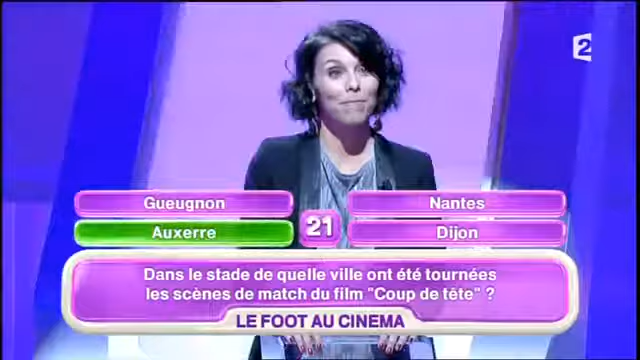 2
Gueugnon
Nantes
21
Auxerre
Dijon
Dans le stade de quelle ville ont été tournées
les scènes de match du film "Coup de tête" ?
LE FOOT AU CINEMA